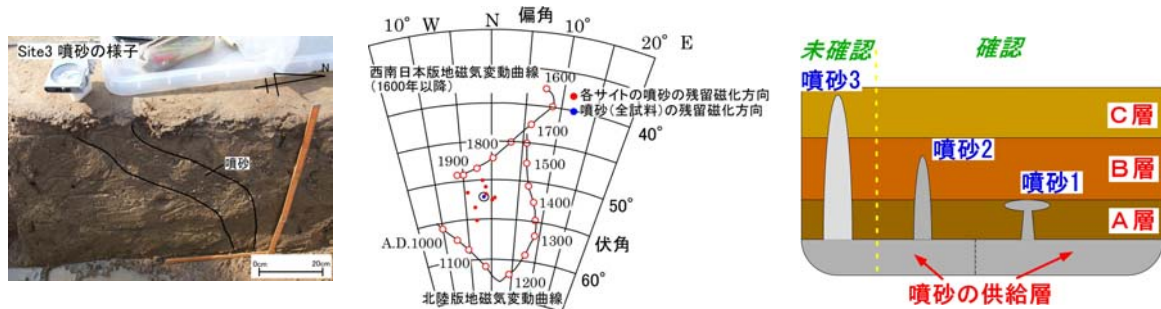 Site3 噴砂の様子
N
噴砂
0cm 20cm
10° W N 偏角 10° 20° E
西南日本版地磁気変動曲線
(1600年以降)
1600
●各サイトの噴砂の残留磁化方向
●噴砂(全試料)の残留磁化方向
1700
40°
1800
1500
1900
50°
1400
A.D.1000
1300
伏角
1100
1200
60°
北陸版地磁気変動曲線
未確認 確認
噴砂3
C層
噴砂2
B層
噴砂1
A層
噴砂の供給層